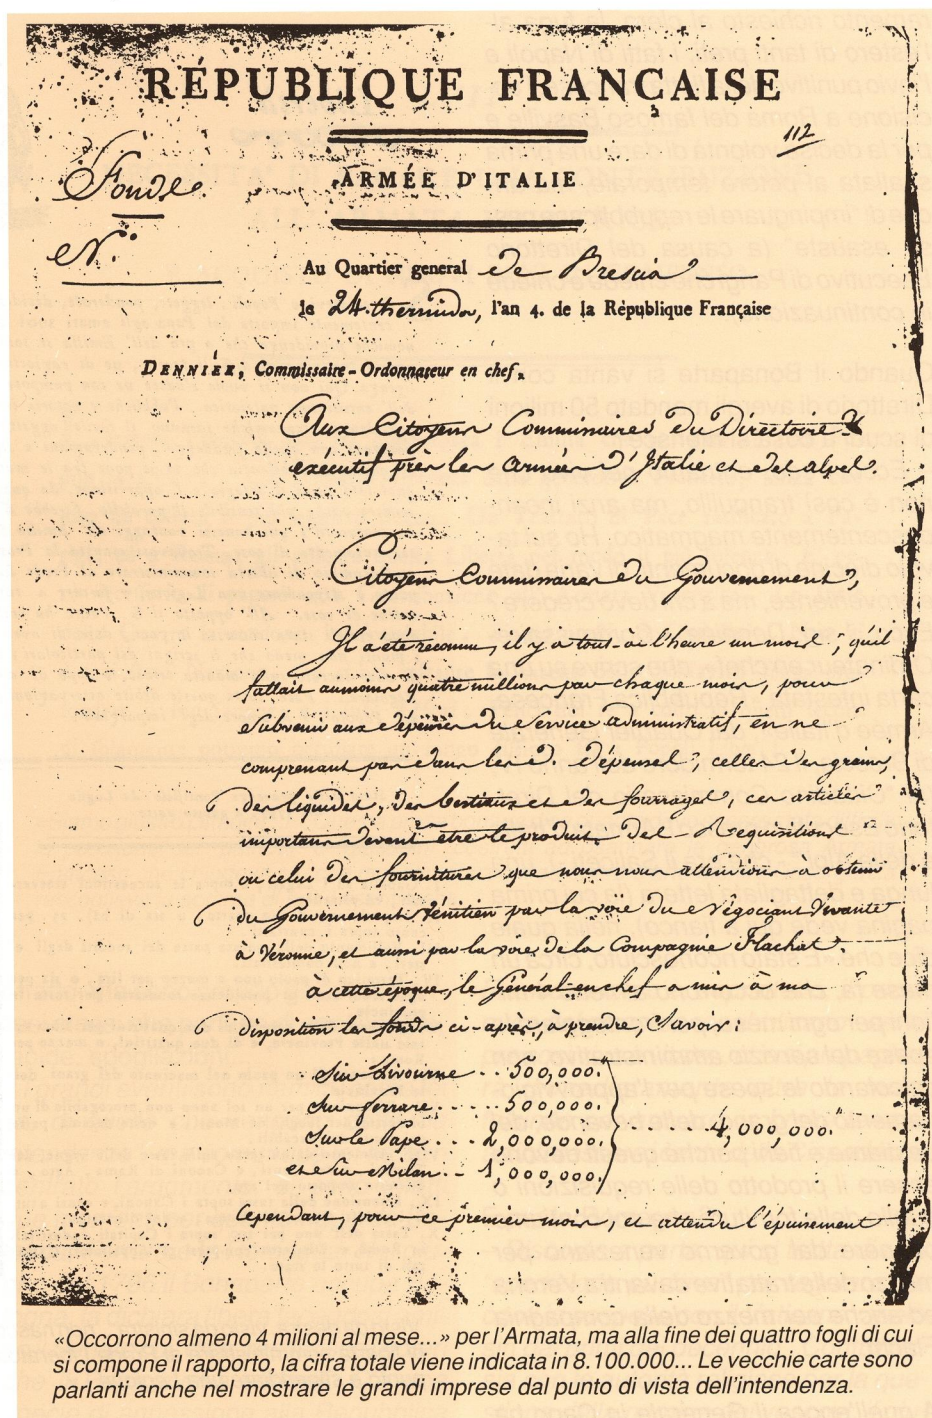 RÉPUBLIQUE FRANÇAISE
112
ARMÉE D'ITALIE
Fonds.
N.°
Au Quartier general de Brescia
le 24. thermidor, l'an 4. de la République Française
DENNIÉE, Commissaire-Ordonnateur en chef,
Aux Citoyens Commissaires du Directoire
exécutif près les armées d'Italie et des alpes.
Citoyens Commissaires du Gouvernement,
Il a été reconnu, il y a tout-à l'heure un mois, qu'il
fallait aumoins quatre millions par chaque mois, pour
subvenir aux dépenses du Service administratif, en ne
comprenant pas dans les d. dépenses, celles des grains,
des liquides, des bestiaux et des fourrages, ces articles
importans devant être le produit des Requisitions
ou celui des fournitures que nous nous attendions à obtenir
du Gouvernement Vénitien par la voïe du Négociant Vivante
à Véronne, et aussi par la voïe de la Compagnie Flachat.
à cette époque, le Général en chef a mis à ma
disposition les fonds ci-après, à prendre, Savoir:
Sur Livourne .. 500,000.
Sur ferrare ..... 500,000.
Sur le Pape ... 2,000,000. ..... 4,000,000.
et Sur Milan .. 1,000,000.
Cependant, pour ce premier mois, et attendu l'épuisement
«Occorrono almeno 4 milioni al mese...» per l'Armata, ma alla fine dei quattro fogli di cui
si compone il rapporto, la cifra totale viene indicata in 8.100.000... Le vecchie carte sono
parlanti anche nel mostrare le grandi imprese dal punto di vista dell'intendenza.